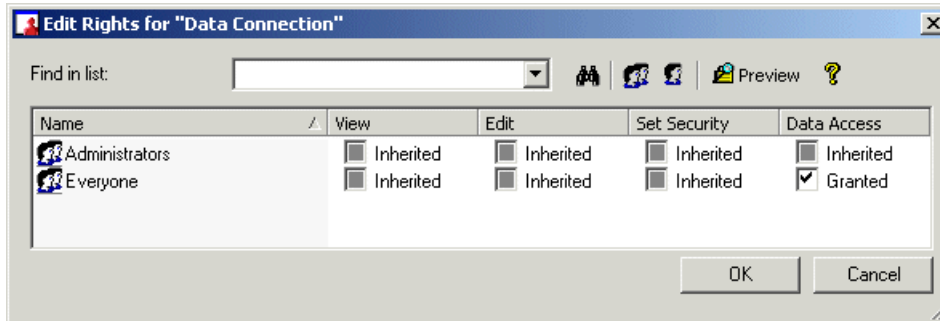 Edit Rights for "Data Connection"
Find in list:
Preview
Name View Edit Set Security Data Access
Administrators Inherited Inherited Inherited Inherited
Everyone Inherited Inherited Inherited Granted
OK Cancel